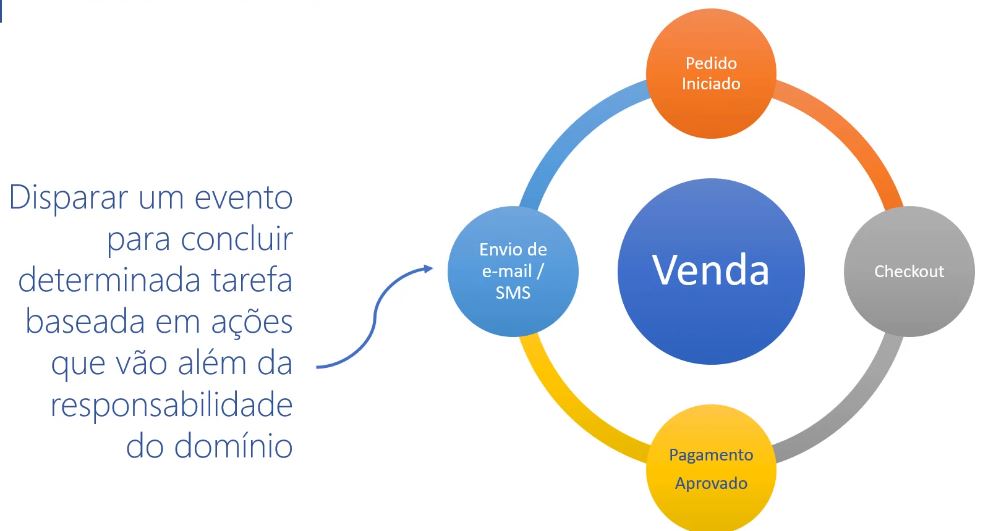 Disparar um evento
para concluir
determinada tarefa
baseada em ações
que vão além da
responsabilidade
do domínio
Pedido
Iniciado
Envio de
e-mail /
SMS
Venda
Checkout
Pagamento
Aprovado